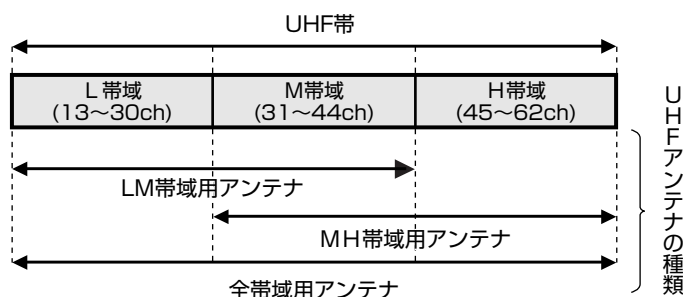 UHF帯
L帯域
(13～30ch)
M帯域
(31～44ch)
H帯域
(45～62ch)
LM帯域用アンテナ
MH帯域用アンテナ
全帯域用アンテナ
UHFアンテナの種類